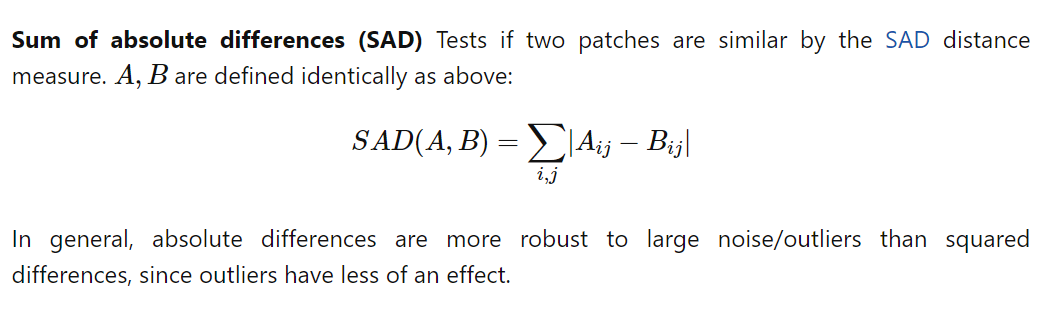 Sum of absolute differences (SAD) Tests if two patches are similar by the SAD distance
measure. A, B are defined identically as above:
SAD(A, B) = ∑|Aᵢⱼ − Bᵢⱼ|
i,j
In general, absolute differences are more robust to large noise/outliers than squared
differences, since outliers have less of an effect.